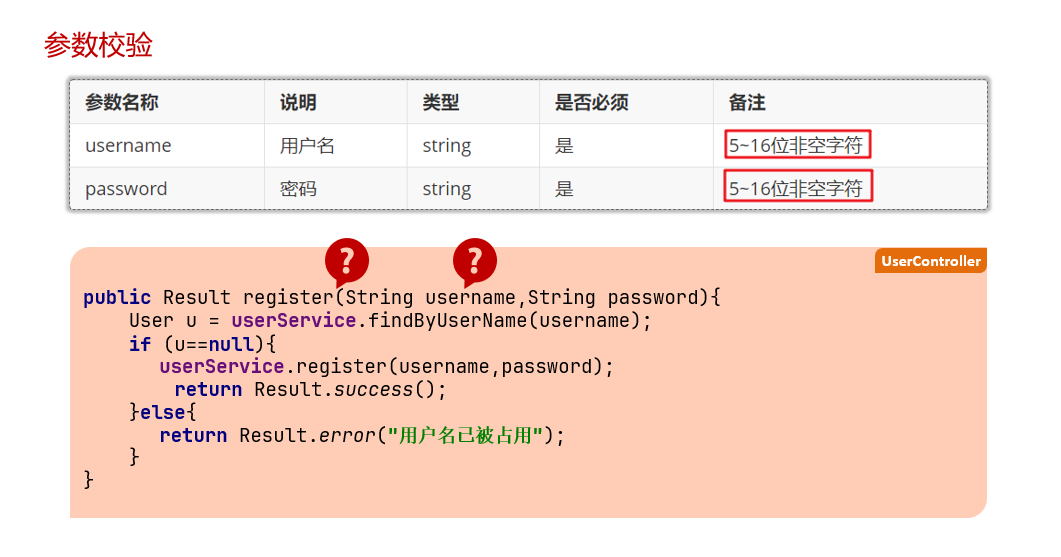 参数校验
参数名称 说明 类型 是否必须 备注
username 用户名 string 是 5~16位非空字符
password 密码 string 是 5~16位非空字符
? ?
UserController
public Result register(String username,String password){
    User u = userService.findByUserName(username);
    if (u==null){
        userService.register(username,password);
         return Result.success();
    }else{
        return Result.error("用户名已被占用");
    }
}